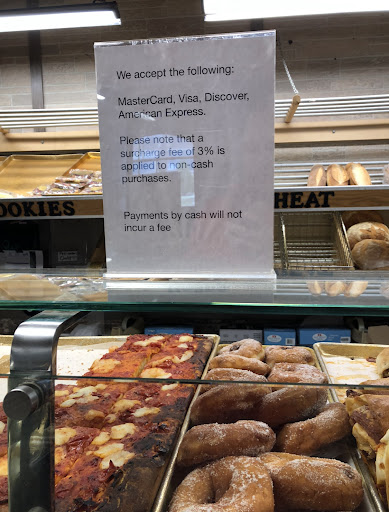 We accept the following:
MasterCard, Visa, Discover,
American Express.
Please note that a
surcharge fee of 3% is
applied to non-cash
purchases.
Payments by cash will not
incur a fee
OOKIES
HEAT